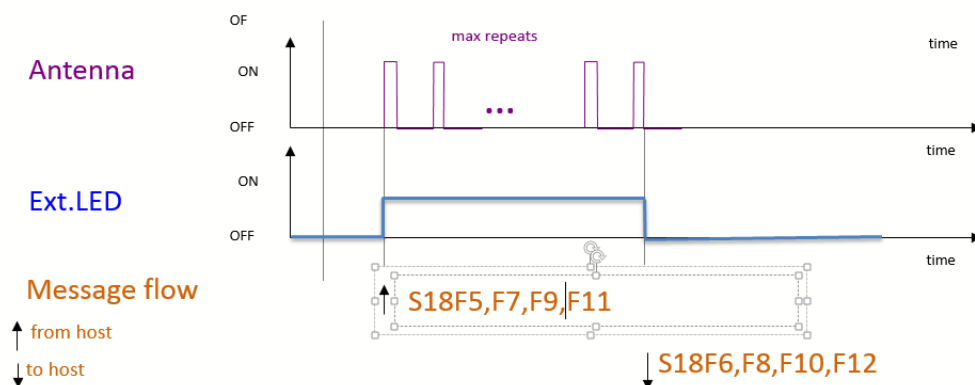 OF
max repeats
time
Antenna
ON
...
OFF
time
time
ON
Ext.LED
OFF
time
Message flow
S18F5,F7,F9,F11
from host
to host
S18F6,F8,F10,F12